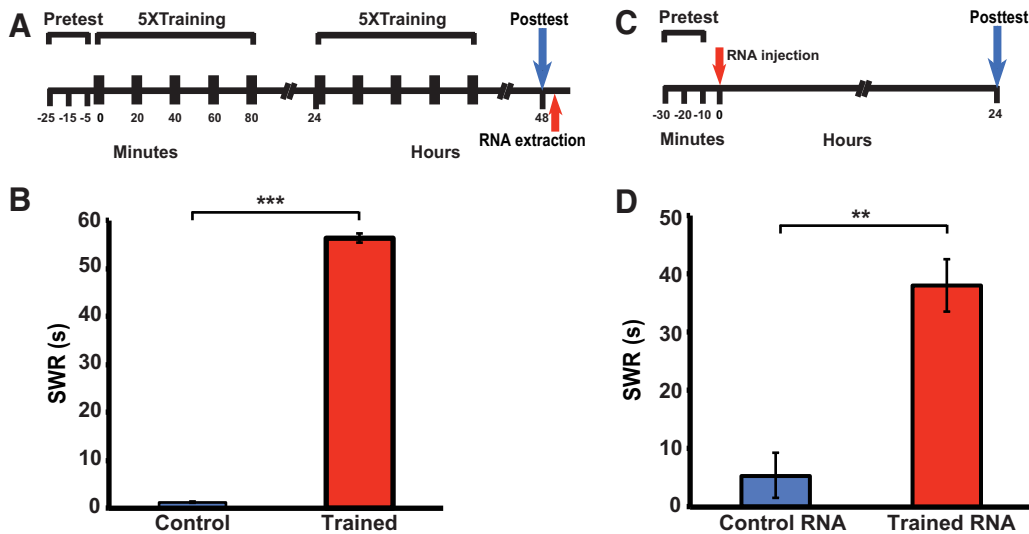 A
Pretest
5XTraining
5XTraining
Posttest
-25 -15 -5 0 20 40 60 80 24 48
RNA extraction
Minutes
Hours
B
***
SWR (s)
60
50
40
30
20
10
0
Control
Trained
C
Pretest
Posttest
RNA injection
-30 -20 -10 0 24
Minutes
Hours
D
**
SWR (s)
50
40
30
20
10
0
Control RNA
Trained RNA